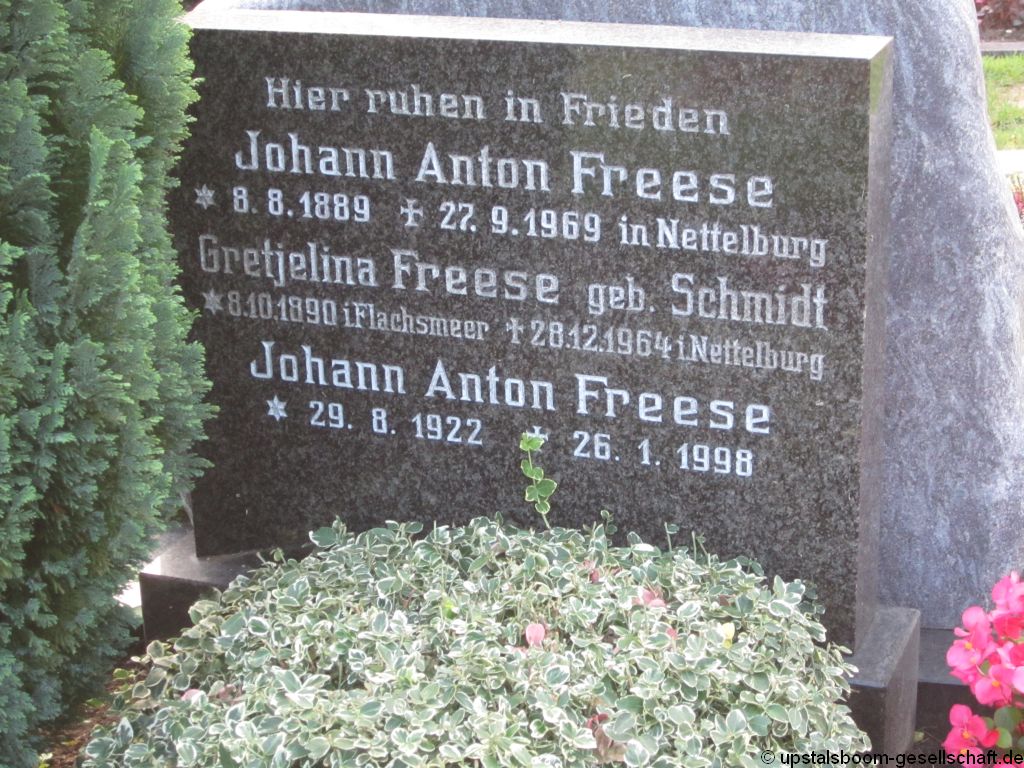 Hier ruhen in Frieden
Johann Anton Freese
* 8. 8. 1889 ✝ 27. 9. 1969 in Nettelburg
Gretjelina Freese geb. Schmidt
* 8.10.1890 i.Flachsmeer ✝ 28.12.1964 i.Nettelburg
Johann Anton Freese
* 29. 8. 1922 ✝ 26. 1. 1998
© upstalsboom-gesellschaft.de